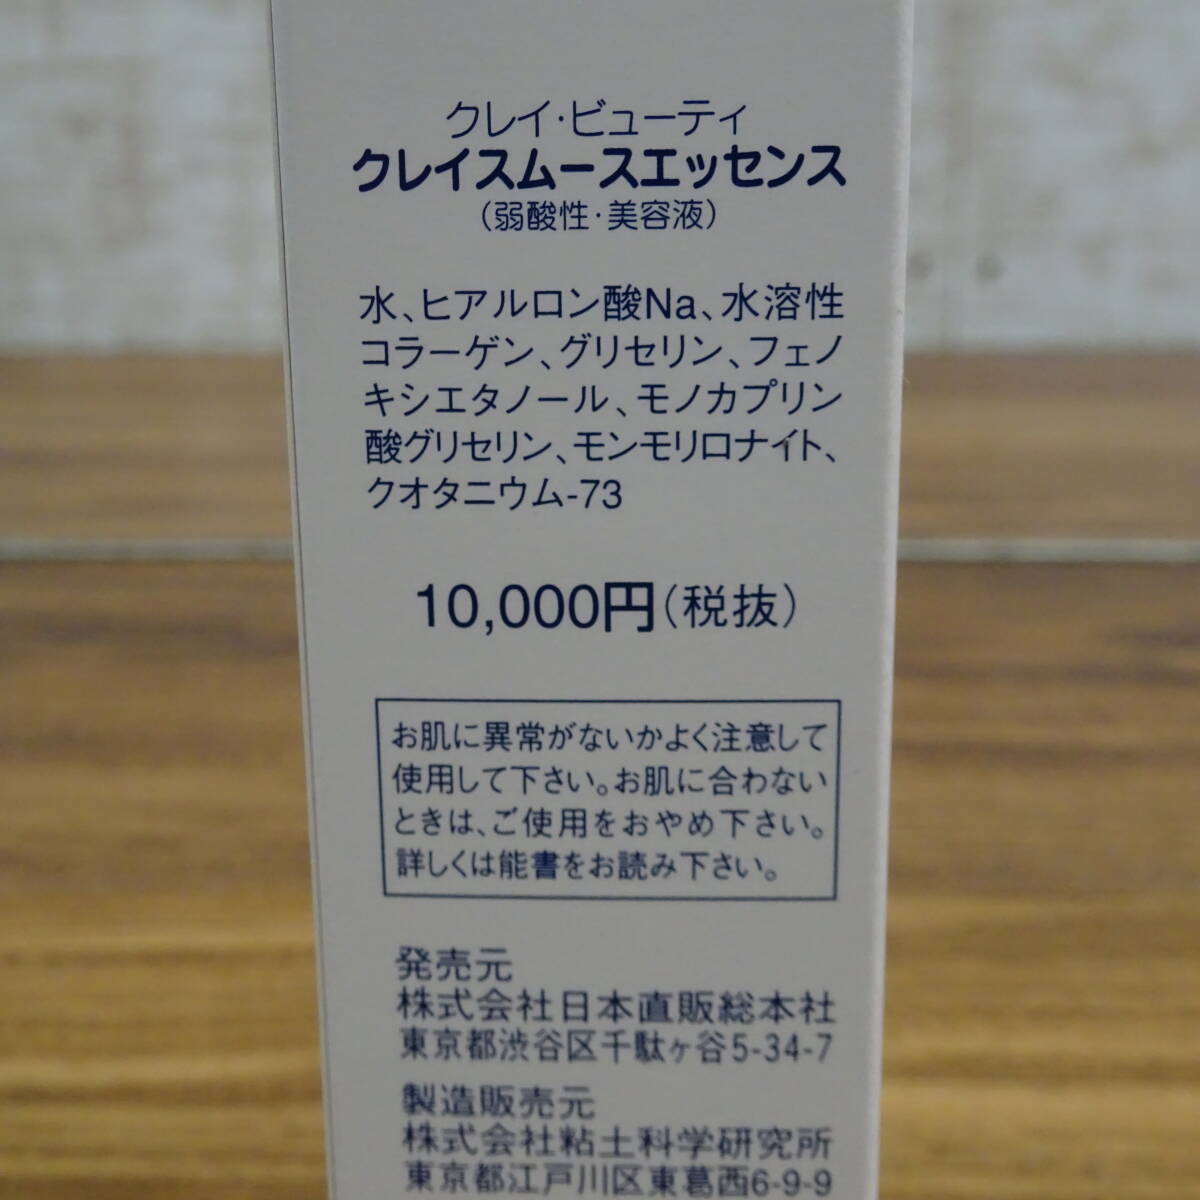 クレイ・ビューティ
クレイスムースエッセンス
（弱酸性・美容液）
水、ヒアルロン酸Na、水溶性
コラーゲン、グリセリン、フェノ
キシエタノール、モノカプリン
酸グリセリン、モンモリロナイト、
クオタニウム-73
10,000円（税抜）
お肌に異常がないかよく注意して
使用して下さい。お肌に合わない
ときは、ご使用をおやめ下さい。
詳しくは能書をお読み下さい。
発売元
株式会社日本直販総本社
東京都渋谷区千駄ヶ谷5-34-7
製造販売元
株式会社粘土科学研究所
東京都江戸川区東葛西6-9-9